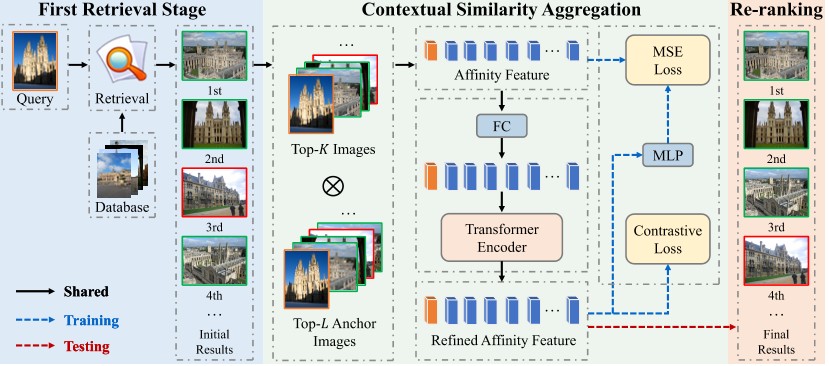 First Retrieval Stage
Contextual Similarity Aggregation
Re-ranking
Query
Retrieval
Database
1st
2nd
3rd
4th
...
Initial
Results
Shared
Training
Testing
...
Top-K Images
⊗
...
Top-L Anchor
Images
...
Affinity Feature
FC
...
Transformer
Encoder
...
Refined Affinity Feature
MSE
Loss
MLP
Contrastive
Loss
1st
2nd
3rd
4th
...
Final
Results